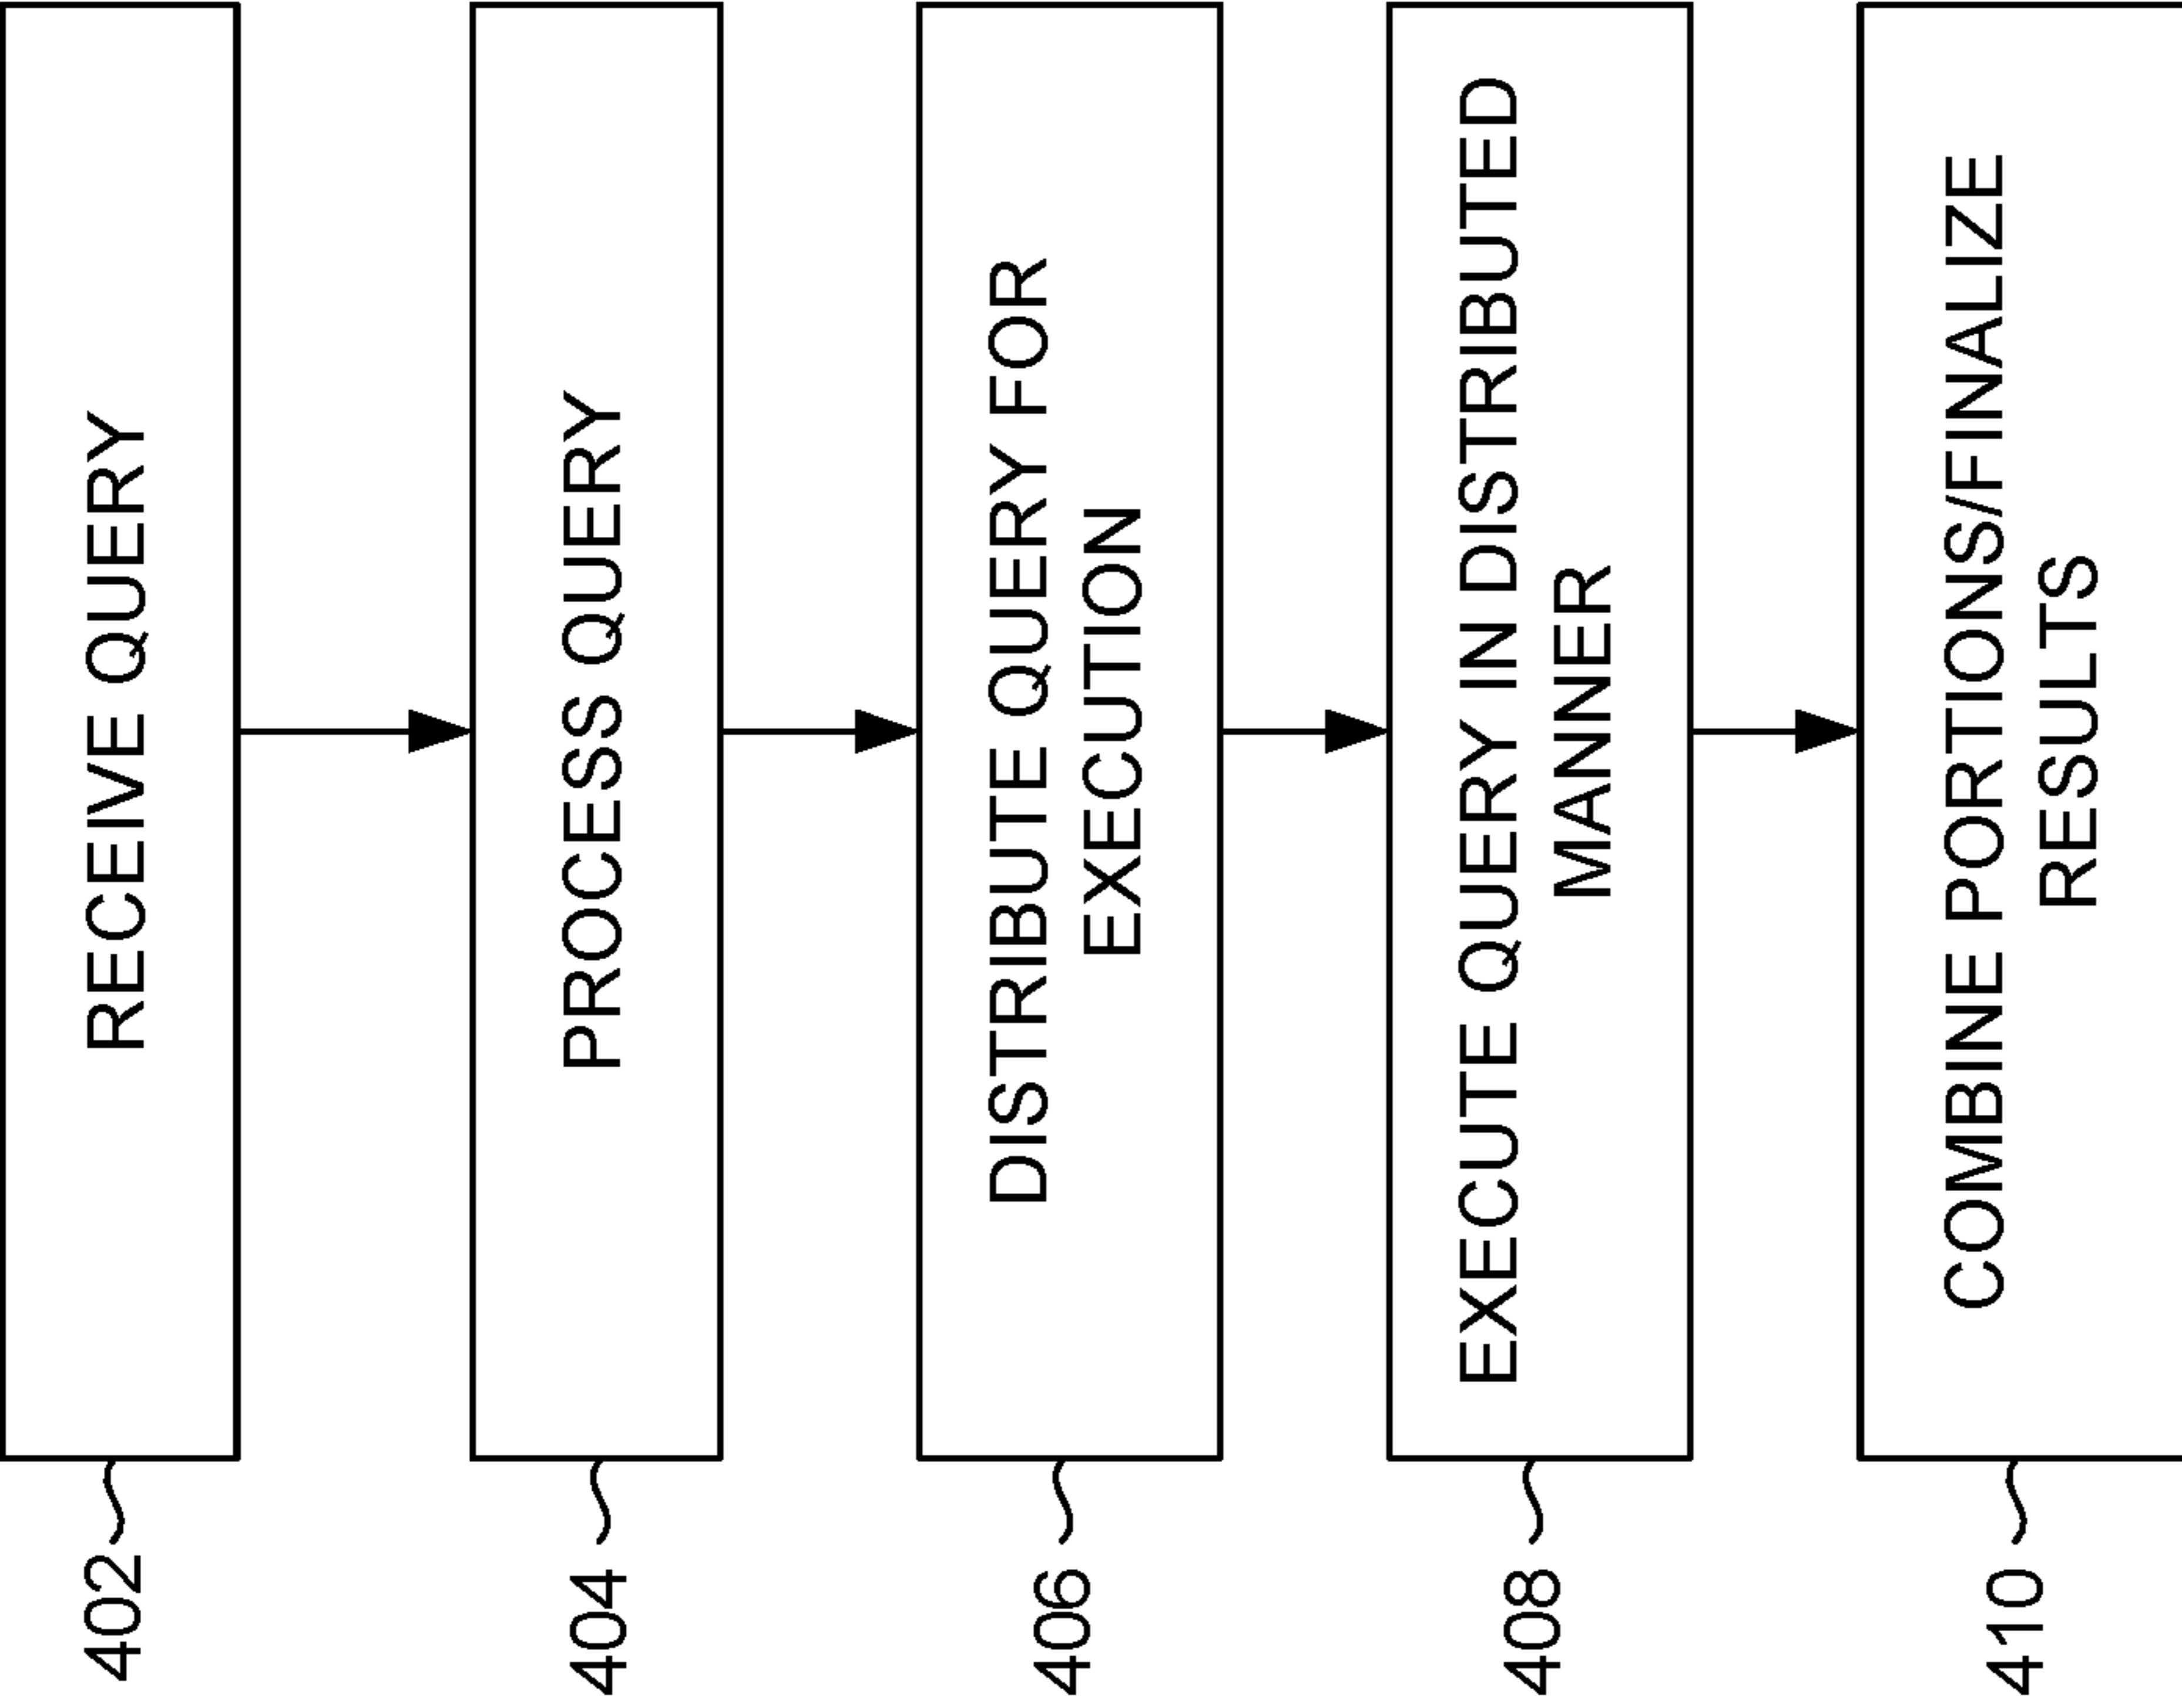 402
RECEIVE QUERY
404
PROCESS QUERY
406
DISTRIBUTE QUERY FOR
EXECUTION
408
EXECUTE QUERY IN DISTRIBUTED
MANNER
410
COMBINE PORTIONS/FINALIZE
RESULTS